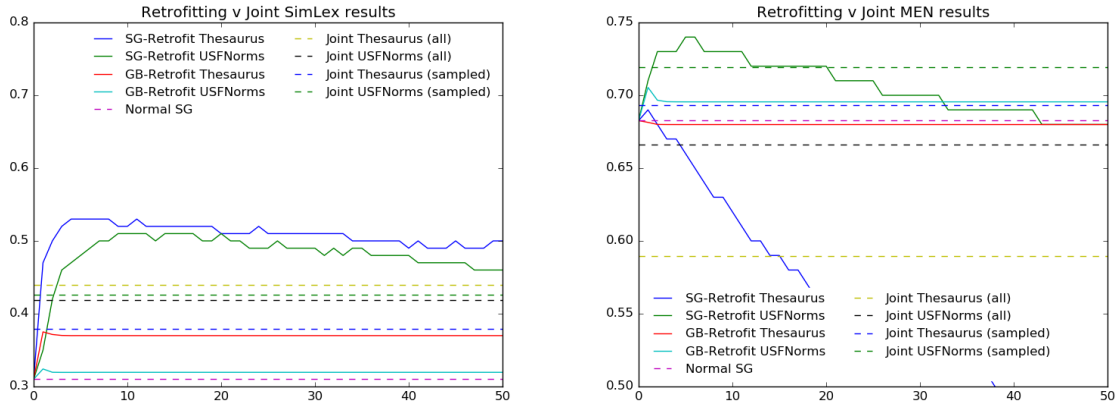 Retrofitting v Joint SimLex results
0.8
0.7
0.6
0.5
0.4
0.3
0
10
20
30
40
50
SG-Retrofit Thesaurus
SG-Retrofit USFNorms
GB-Retrofit Thesaurus
GB-Retrofit USFNorms
Normal SG
Joint Thesaurus (all)
Joint USFNorms (all)
Joint Thesaurus (sampled)
Joint USFNorms (sampled)
Retrofitting v Joint MEN results
0.75
0.70
0.65
0.60
0.55
0.50
0
10
20
30
40
50
SG-Retrofit Thesaurus
SG-Retrofit USFNorms
GB-Retrofit Thesaurus
GB-Retrofit USFNorms
Normal SG
Joint Thesaurus (all)
Joint USFNorms (all)
Joint Thesaurus (sampled)
Joint USFNorms (sampled)